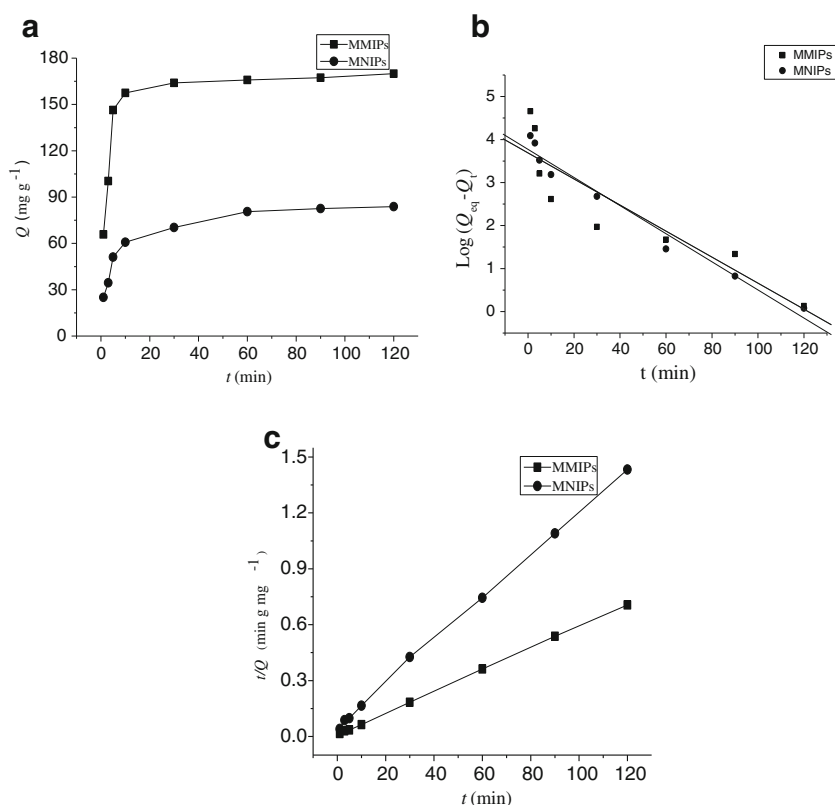 a
MMIPs
MNIPs
180
150
120
90
60
30
0
Q (mg g⁻¹)
0 20 40 60 80 100 120
t (min)
b
MMIPs
MNIPs
5
4
3
2
1
0
Log (Qeq-Qt)
0 20 40 60 80 100 120
t (min)
c
MMIPs
MNIPs
1.5
1.2
0.9
0.6
0.3
0.0
t/Q (min g mg ⁻¹)
0 20 40 60 80 100 120
t (min)